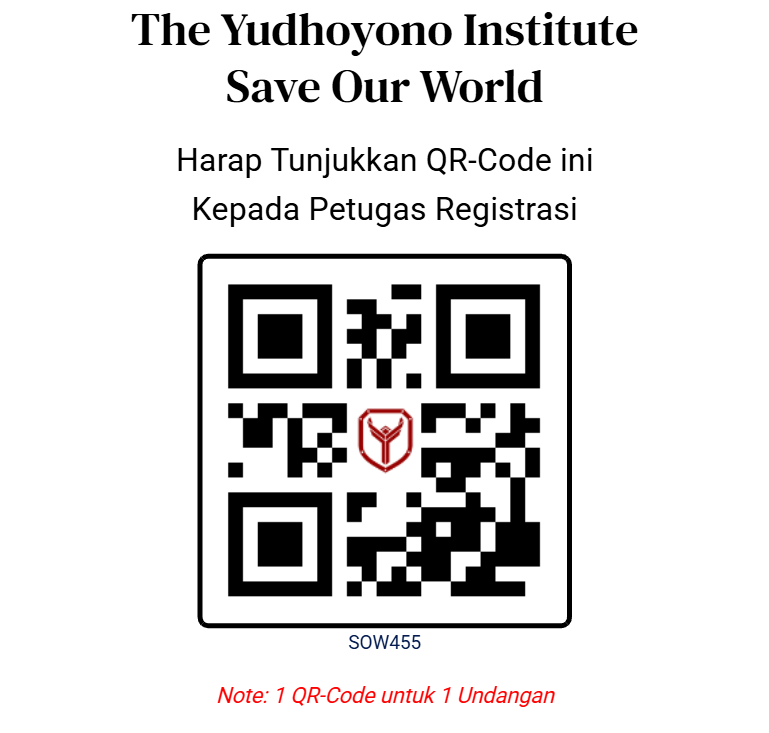 The Yudhoyono Institute
Save Our World
Harap Tunjukkan QR-Code ini
Kepada Petugas Registrasi
SOW455
Note: 1 QR-Code untuk 1 Undangan